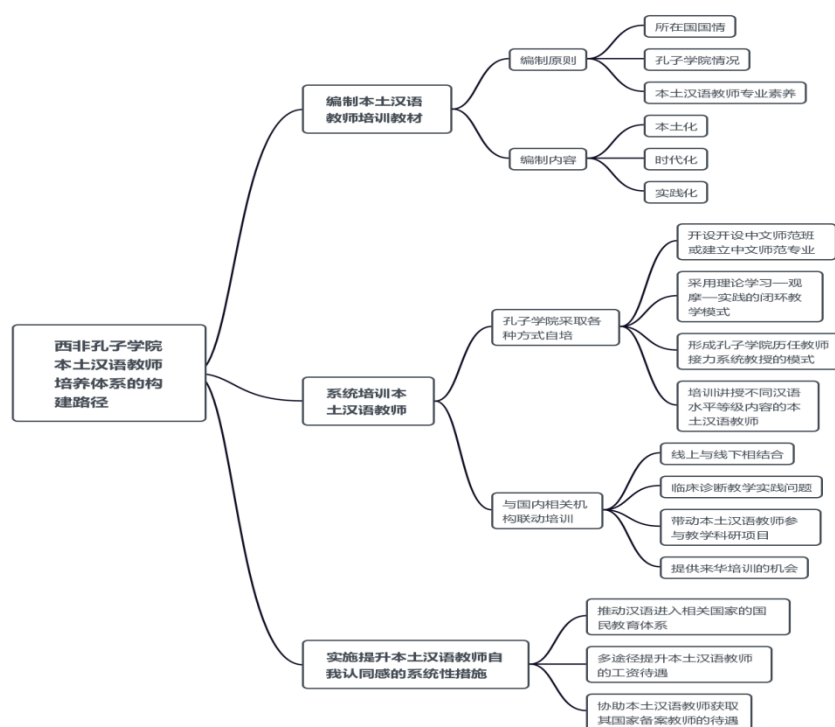 西非孔子学院
本土汉语教师
培养体系的构
建路径
编制本土汉语
教师培训教材
编制原则
所在国国情
孔子学院情况
本土汉语教师专业素养
编制内容
本土化
时代化
实践化
系统培训本
土汉语教师
孔子学院采取各
种方式自培
开设开设中文师范班
或建立中文师范专业
采用理论学习—观
摩—实践的闭环教
学模式
形成孔子学院历任教师
接力系统教授的模式
培训讲授不同汉语
水平等级内容的本
土汉语教师
与国内相关机
构联动培训
线上与线下相结合
临床诊断教学实践问题
带动本土汉语教师参
与教学科研项目
提供来华培训的机会
实施提升本土汉语教师自
我认同感的系统性措施
推动汉语进入相关国家的国
民教育体系
多途径提升本土汉语教师
的工资待遇
协助本土汉语教师获取
其国家备案教师的待遇